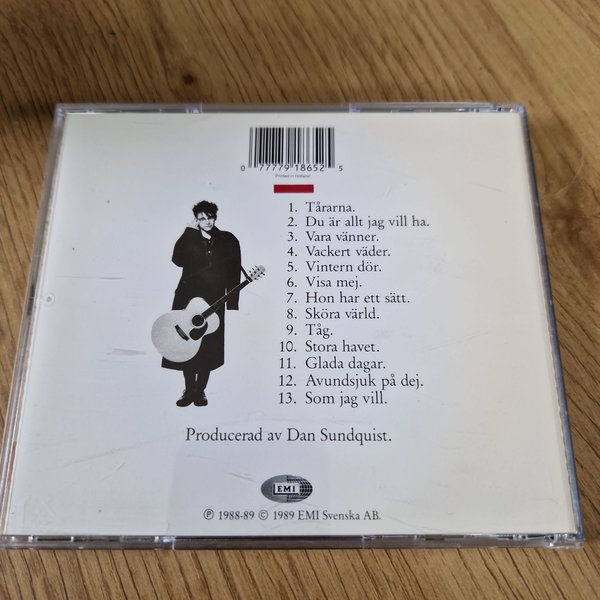 0 77779 18652 5
Printed in Holland
1. Tårarna.
2. Du är allt jag vill ha.
3. Vara vänner.
4. Vackert väder.
5. Vintern dör.
6. Visa mej.
7. Hon har ett sätt.
8. Sköra värld.
9. Tåg.
10. Stora havet.
11. Glada dagar.
12. Avundsjuk på dej.
13. Som jag vill.
Producerad av Dan Sundquist.
EMI
℗ 1988-89 © 1989 EMI Svenska AB.